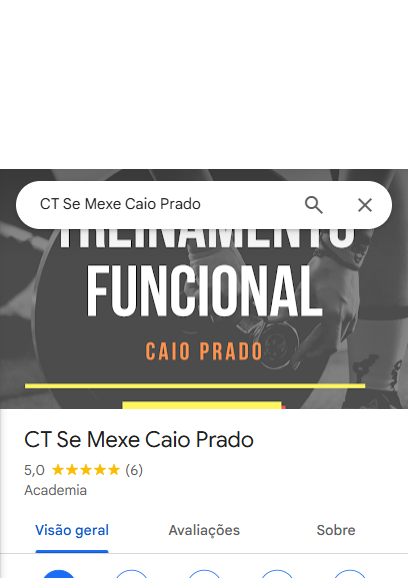 CT Se Mexe Caio Prado
TREINAMENTO
FUNCIONAL
CAIO PRADO
CT Se Mexe Caio Prado
5,0 ★★★★★ (6)
Academia
Visão geral Avaliações Sobre